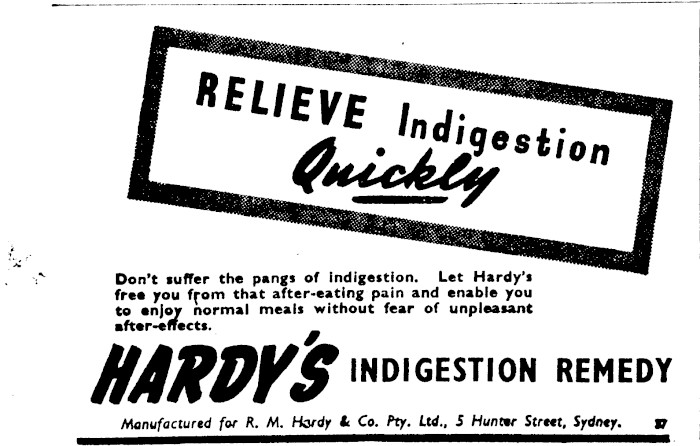 RELIEVE Indigestion
Quickly
Don't suffer the pangs of indigestion. Let Hardy's
free you from that after-eating pain and enable you
to enjoy normal meals without fear of unpleasant
after-effects.
HARDY'S INDIGESTION REMEDY
Manufactured for R. M. Hardy & Co. Pty. Ltd., 5 Hunter Street, Sydney.